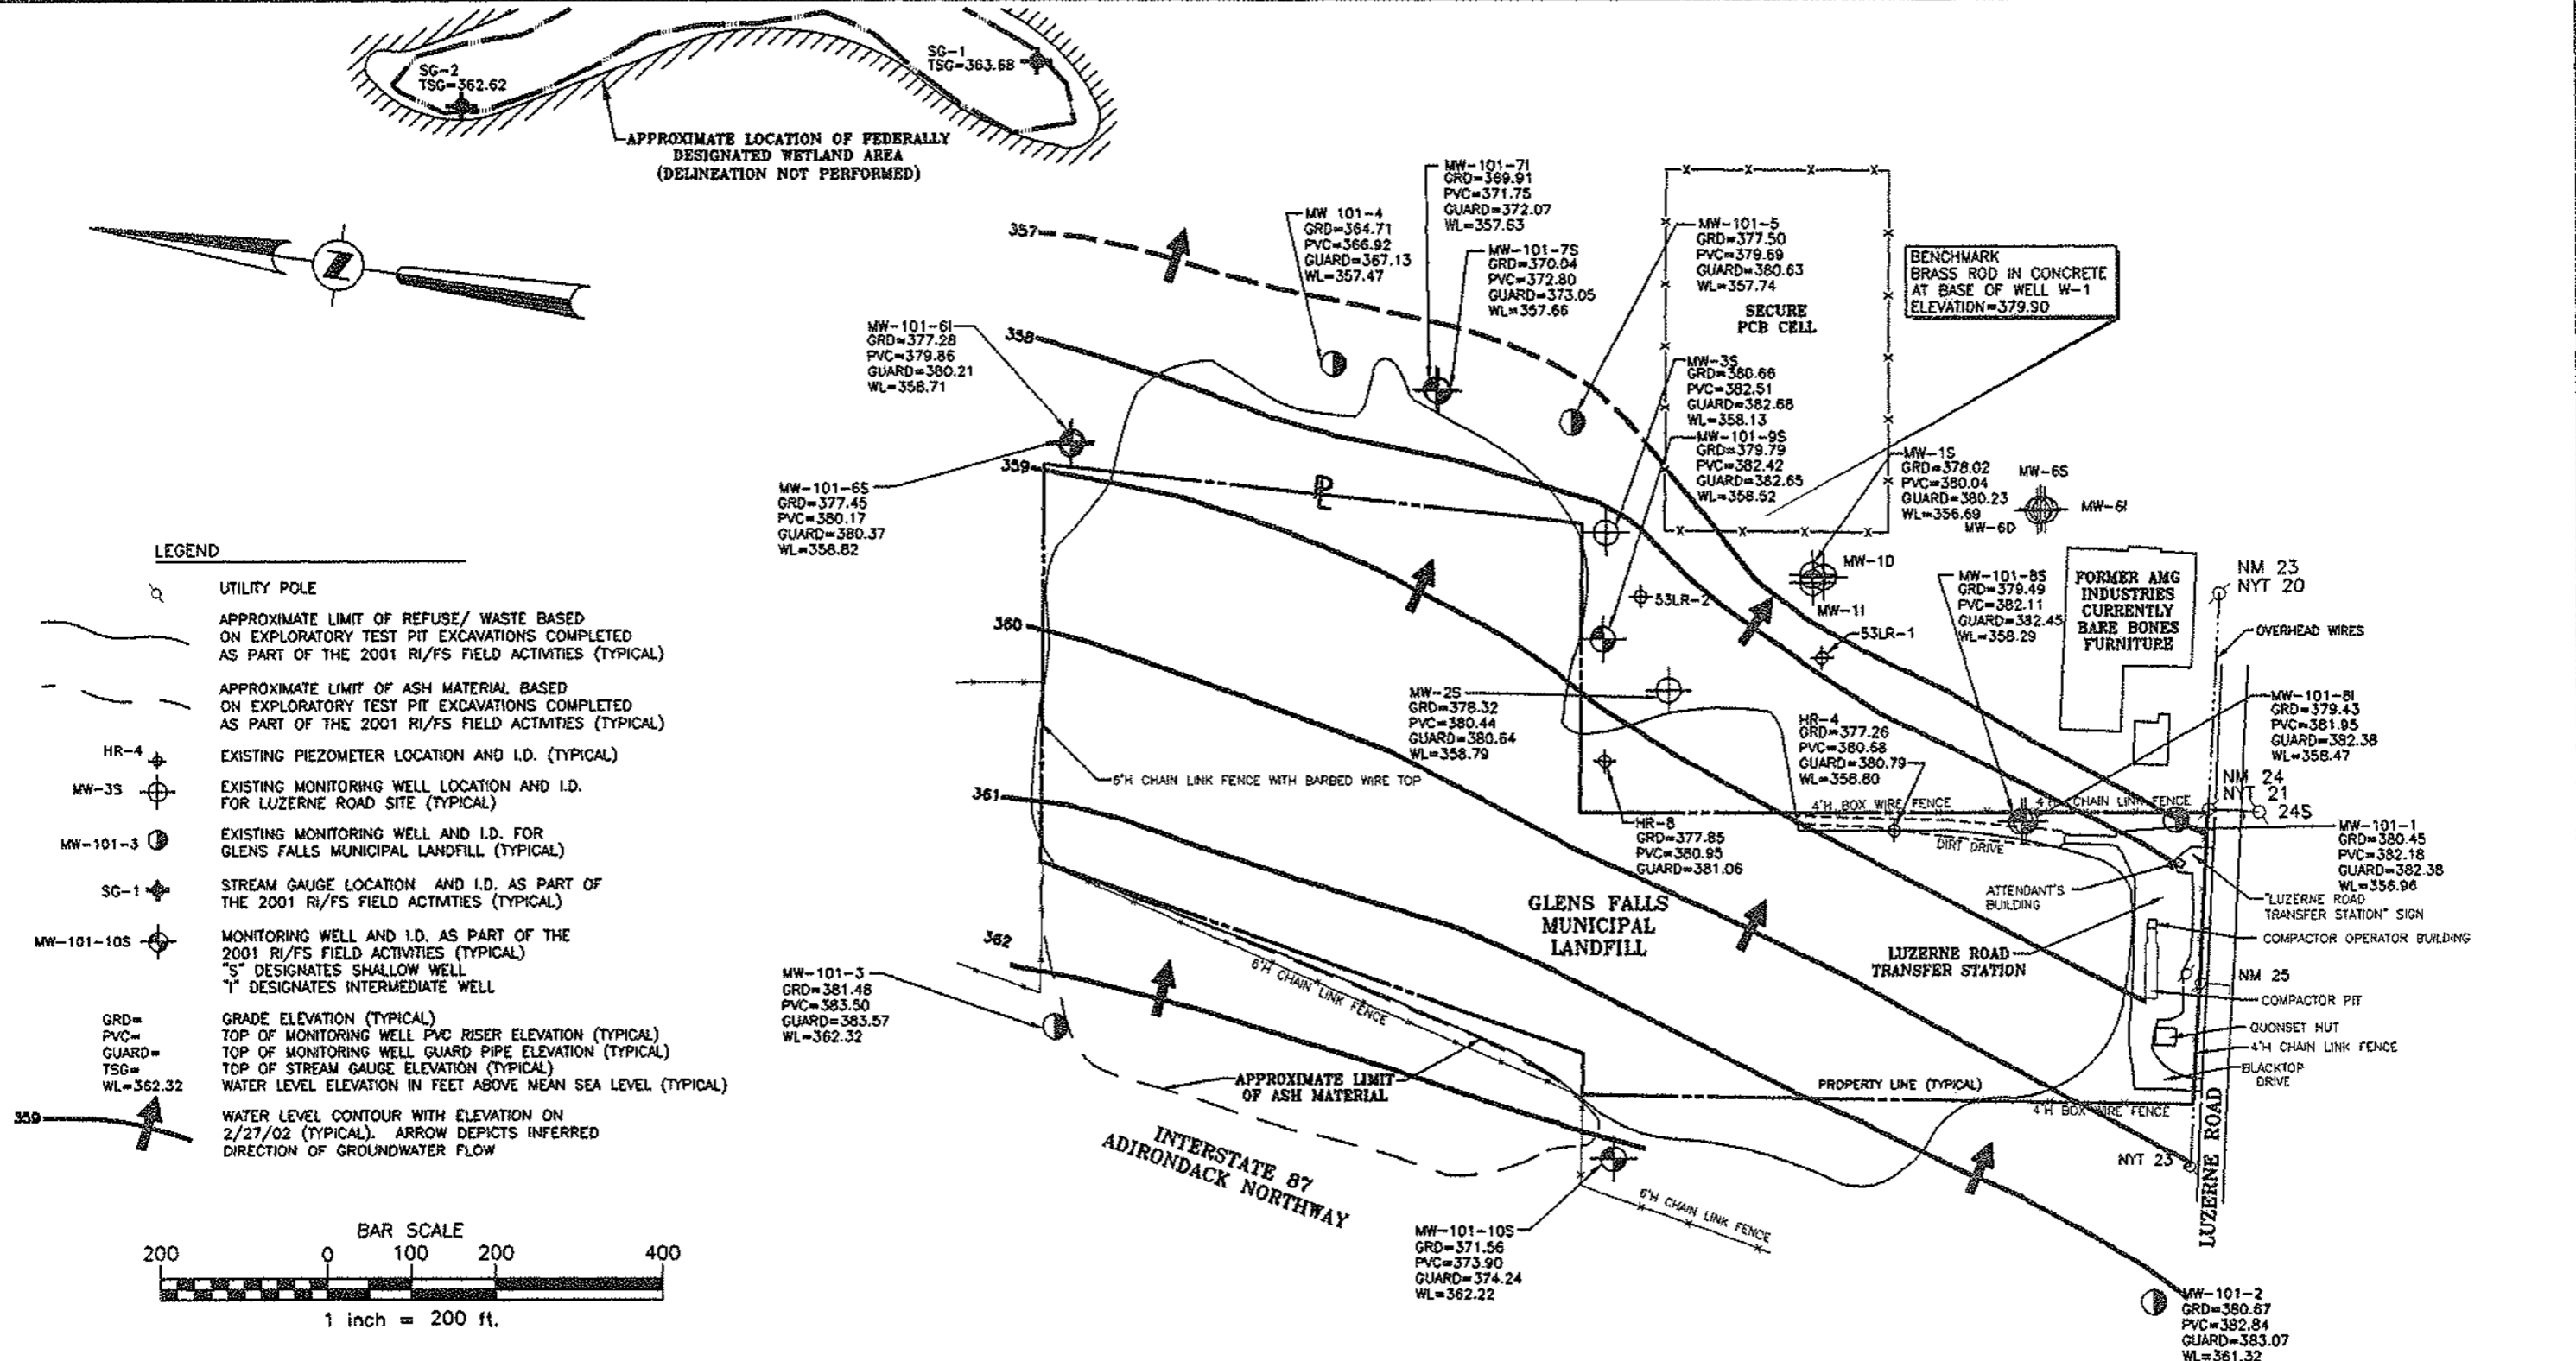 SG-2
TSG=362.62
SG-1
TSG=363.68
APPROXIMATE LOCATION OF FEDERALLY
DESIGNATED WETLAND AREA
(DELINEATION NOT PERFORMED)
Z
357
358
359
360
361
362
MW 101-4
GRD=364.71
PVC=366.92
GUARD=367.13
WL=357.47
MW-101-7I
GRD=369.91
PVC=371.75
GUARD=372.07
WL=357.63
MW-101-7S
GRD=370.04
PVC=372.80
GUARD=373.05
WL=357.66
MW-101-5
GRD=377.50
PVC=379.69
GUARD=380.63
WL=357.74
SECURE
PCB CELL
BENCHMARK
BRASS ROD IN CONCRETE
AT BASE OF WELL W-1
ELEVATION=379.90
MW-101-6I
GRD=377.28
PVC=379.86
GUARD=380.21
WL=358.71
MW-3S
GRD=380.66
PVC=382.51
GUARD=382.68
WL=358.13
MW-101-9S
GRD=379.79
PVC=382.42
GUARD=382.65
WL=358.52
MW-1S
GRD=378.02
PVC=380.04
GUARD=380.23
WL=356.69
MW-6S
MW-6I
MW-6D
MW-101-6S
GRD=377.45
PVC=380.17
GUARD=380.37
WL=358.82
PL
MW-1D
MW-1I
53LR-2
53LR-1
MW-101-8S
GRD=379.49
PVC=382.11
GUARD=382.45
WL=358.29
FORMER AMG
INDUSTRIES
CURRENTLY
BARE BONES
FURNITURE
NM 23
NYT 20
OVERHEAD WIRES
MW-101-8I
GRD=379.43
PVC=381.95
GUARD=382.38
WL=358.47
MW-2S
GRD=378.32
PVC=380.44
GUARD=380.64
WL=358.79
HR-4
GRD=377.26
PVC=380.68
GUARD=380.79
WL=358.80
NM 24
NYT 21
24S
6'H CHAIN LINK FENCE WITH BARBED WIRE TOP
4'H BOX WIRE FENCE
4'H CHAIN LINK FENCE
DIRT DRIVE
HR-8
GRD=377.85
PVC=380.95
GUARD=381.06
MW-101-1
GRD=380.45
PVC=382.18
GUARD=382.38
WL=356.96
ATTENDANT'S
BUILDING
"LUZERNE ROAD
TRANSFER STATION" SIGN
COMPACTOR OPERATOR BUILDING
GLENS FALLS
MUNICIPAL
LANDFILL
LUZERNE ROAD
TRANSFER STATION
NM 25
COMPACTOR PIT
QUONSET HUT
4'H CHAIN LINK FENCE
BLACKTOP
DRIVE
MW-101-3
GRD=381.48
PVC=383.50
GUARD=383.57
WL=362.32
6'H CHAIN LINK FENCE
APPROXIMATE LIMIT
OF ASH MATERIAL
PROPERTY LINE (TYPICAL)
4'H BOX WIRE FENCE
INTERSTATE 87
ADIRONDACK NORTHWAY
NYT 23
LUZERNE ROAD
6'H CHAIN LINK FENCE
MW-101-10S
GRD=371.56
PVC=373.90
GUARD=374.24
WL=362.22
MW-101-2
GRD=380.67
PVC=382.84
GUARD=383.07
WL=361.32
LEGEND
UTILITY POLE
APPROXIMATE LIMIT OF REFUSE/ WASTE BASED
ON EXPLORATORY TEST PIT EXCAVATIONS COMPLETED
AS PART OF THE 2001 RI/FS FIELD ACTIVITIES (TYPICAL)
APPROXIMATE LIMIT OF ASH MATERIAL BASED
ON EXPLORATORY TEST PIT EXCAVATIONS COMPLETED
AS PART OF THE 2001 RI/FS FIELD ACTIVITIES (TYPICAL)
HR-4
EXISTING PIEZOMETER LOCATION AND I.D. (TYPICAL)
MW-3S
EXISTING MONITORING WELL LOCATION AND I.D.
FOR LUZERNE ROAD SITE (TYPICAL)
MW-101-3
EXISTING MONITORING WELL AND I.D. FOR
GLENS FALLS MUNICIPAL LANDFILL (TYPICAL)
SG-1
STREAM GAUGE LOCATION AND I.D. AS PART OF
THE 2001 RI/FS FIELD ACTIVITIES (TYPICAL)
MW-101-10S
MONITORING WELL AND I.D. AS PART OF THE
2001 RI/FS FIELD ACTIVITIES (TYPICAL)
"S" DESIGNATES SHALLOW WELL
"I" DESIGNATES INTERMEDIATE WELL
GRD= GRADE ELEVATION (TYPICAL)
PVC= TOP OF MONITORING WELL PVC RISER ELEVATION (TYPICAL)
GUARD= TOP OF MONITORING WELL GUARD PIPE ELEVATION (TYPICAL)
TSG= TOP OF STREAM GAUGE ELEVATION (TYPICAL)
WL=362.32 WATER LEVEL ELEVATION IN FEET ABOVE MEAN SEA LEVEL (TYPICAL)
359
WATER LEVEL CONTOUR WITH ELEVATION ON
2/27/02 (TYPICAL). ARROW DEPICTS INFERRED
DIRECTION OF GROUNDWATER FLOW
BAR SCALE
200 0 100 200 400
1 inch = 200 ft.